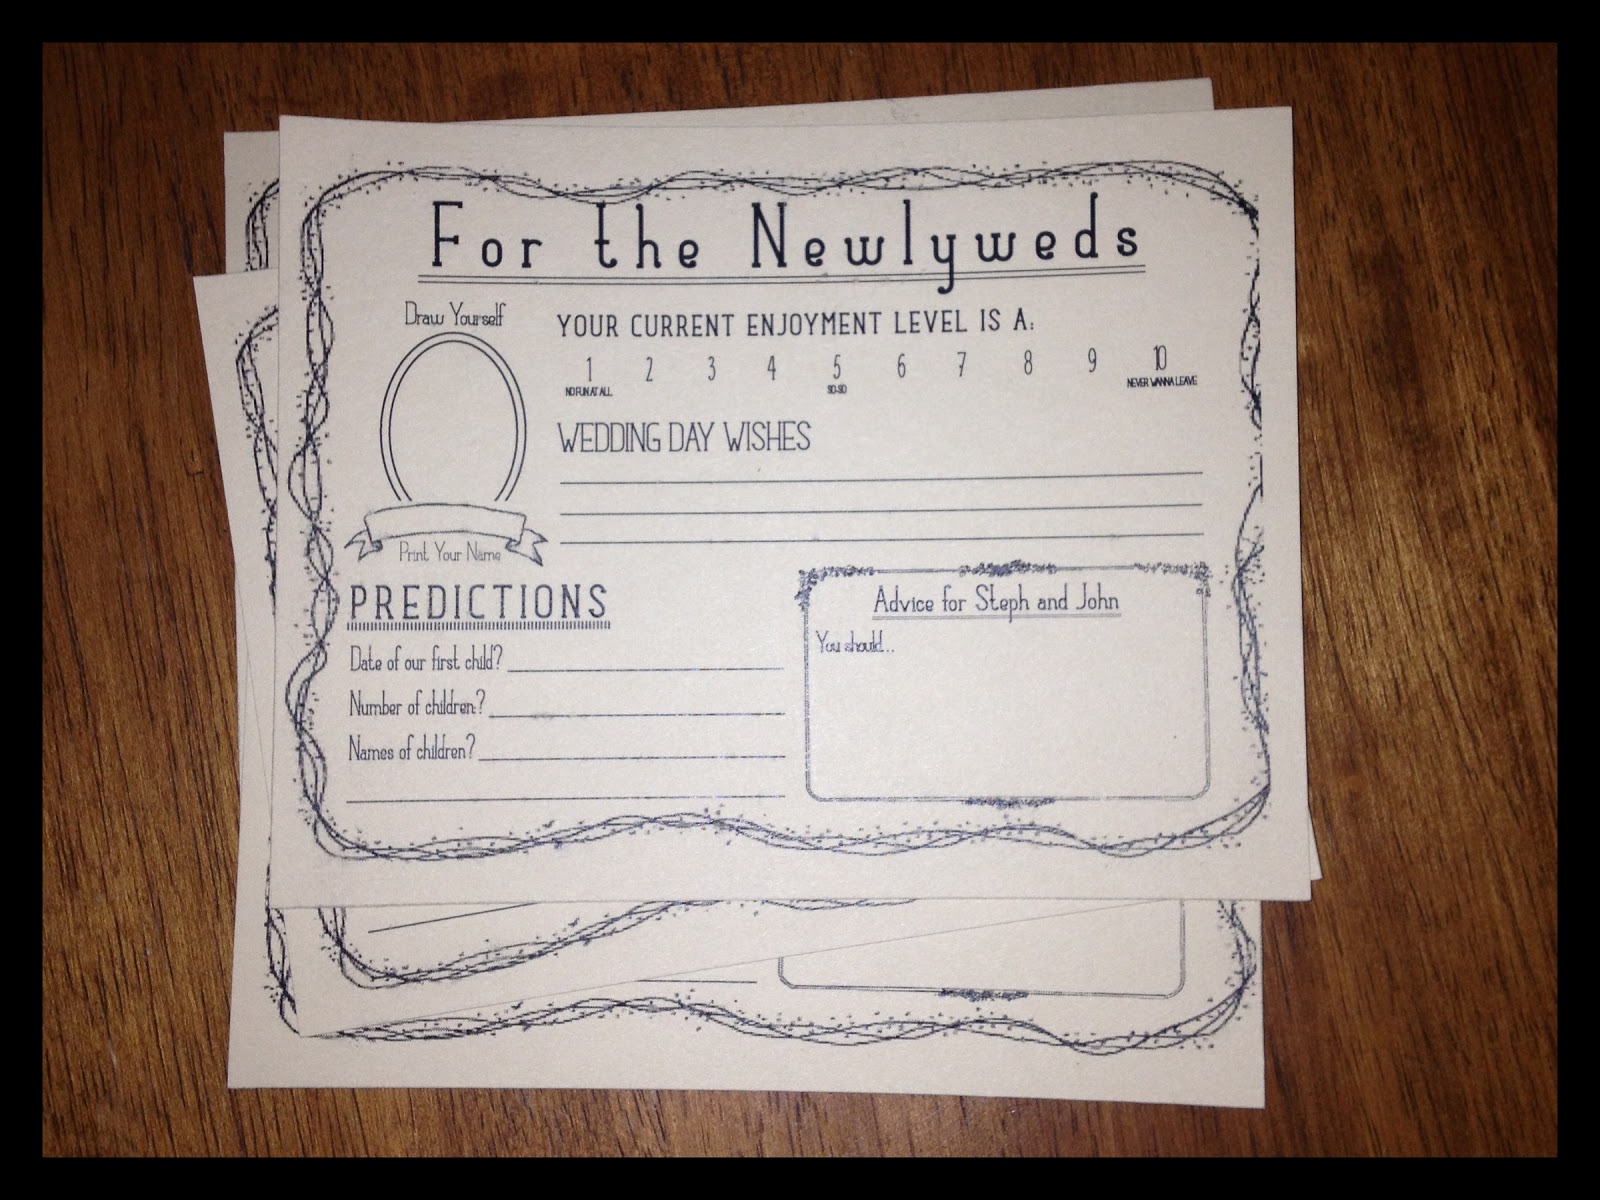 For the Newlyweds
Draw Yourself
YOUR CURRENT ENJOYMENT LEVEL IS A:
1 2 3 4 5 6 7 8 9 10
NO FUN AT ALL SO-SO NEVER WANNA LEAVE
WEDDING DAY WISHES
Print Your Name
PREDICTIONS
Date of our first child?
Number of children:?
Names of children?
Advice for Steph and John
You should...